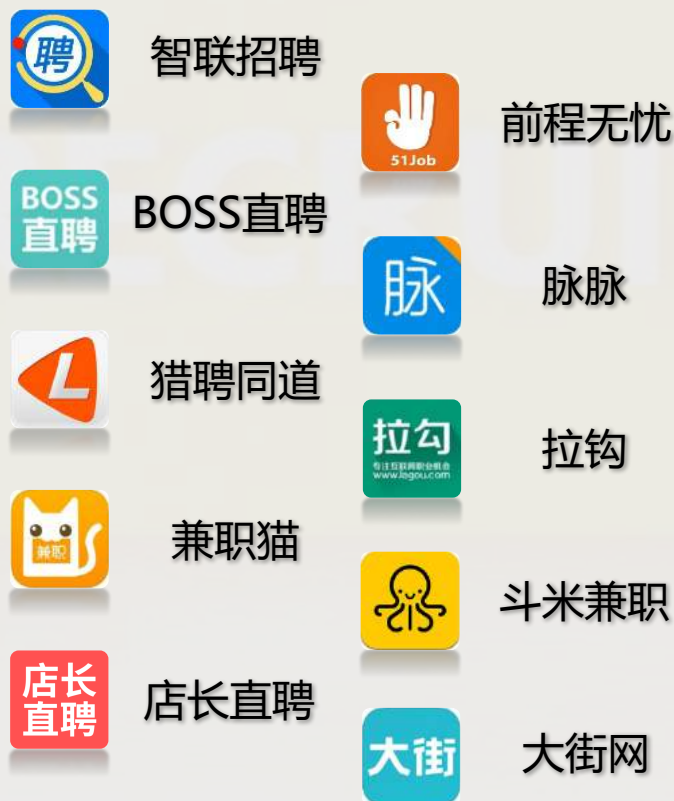 聘
智联招聘
51Job
前程无忧
BOSS
直聘
BOSS直聘
脉
脉脉
L
猎聘同道
拉勾
专注互联网职业机会
www.lagou.com
拉钩
兼职
兼职猫
斗米兼职
店长
直聘
店长直聘
大街
大街网